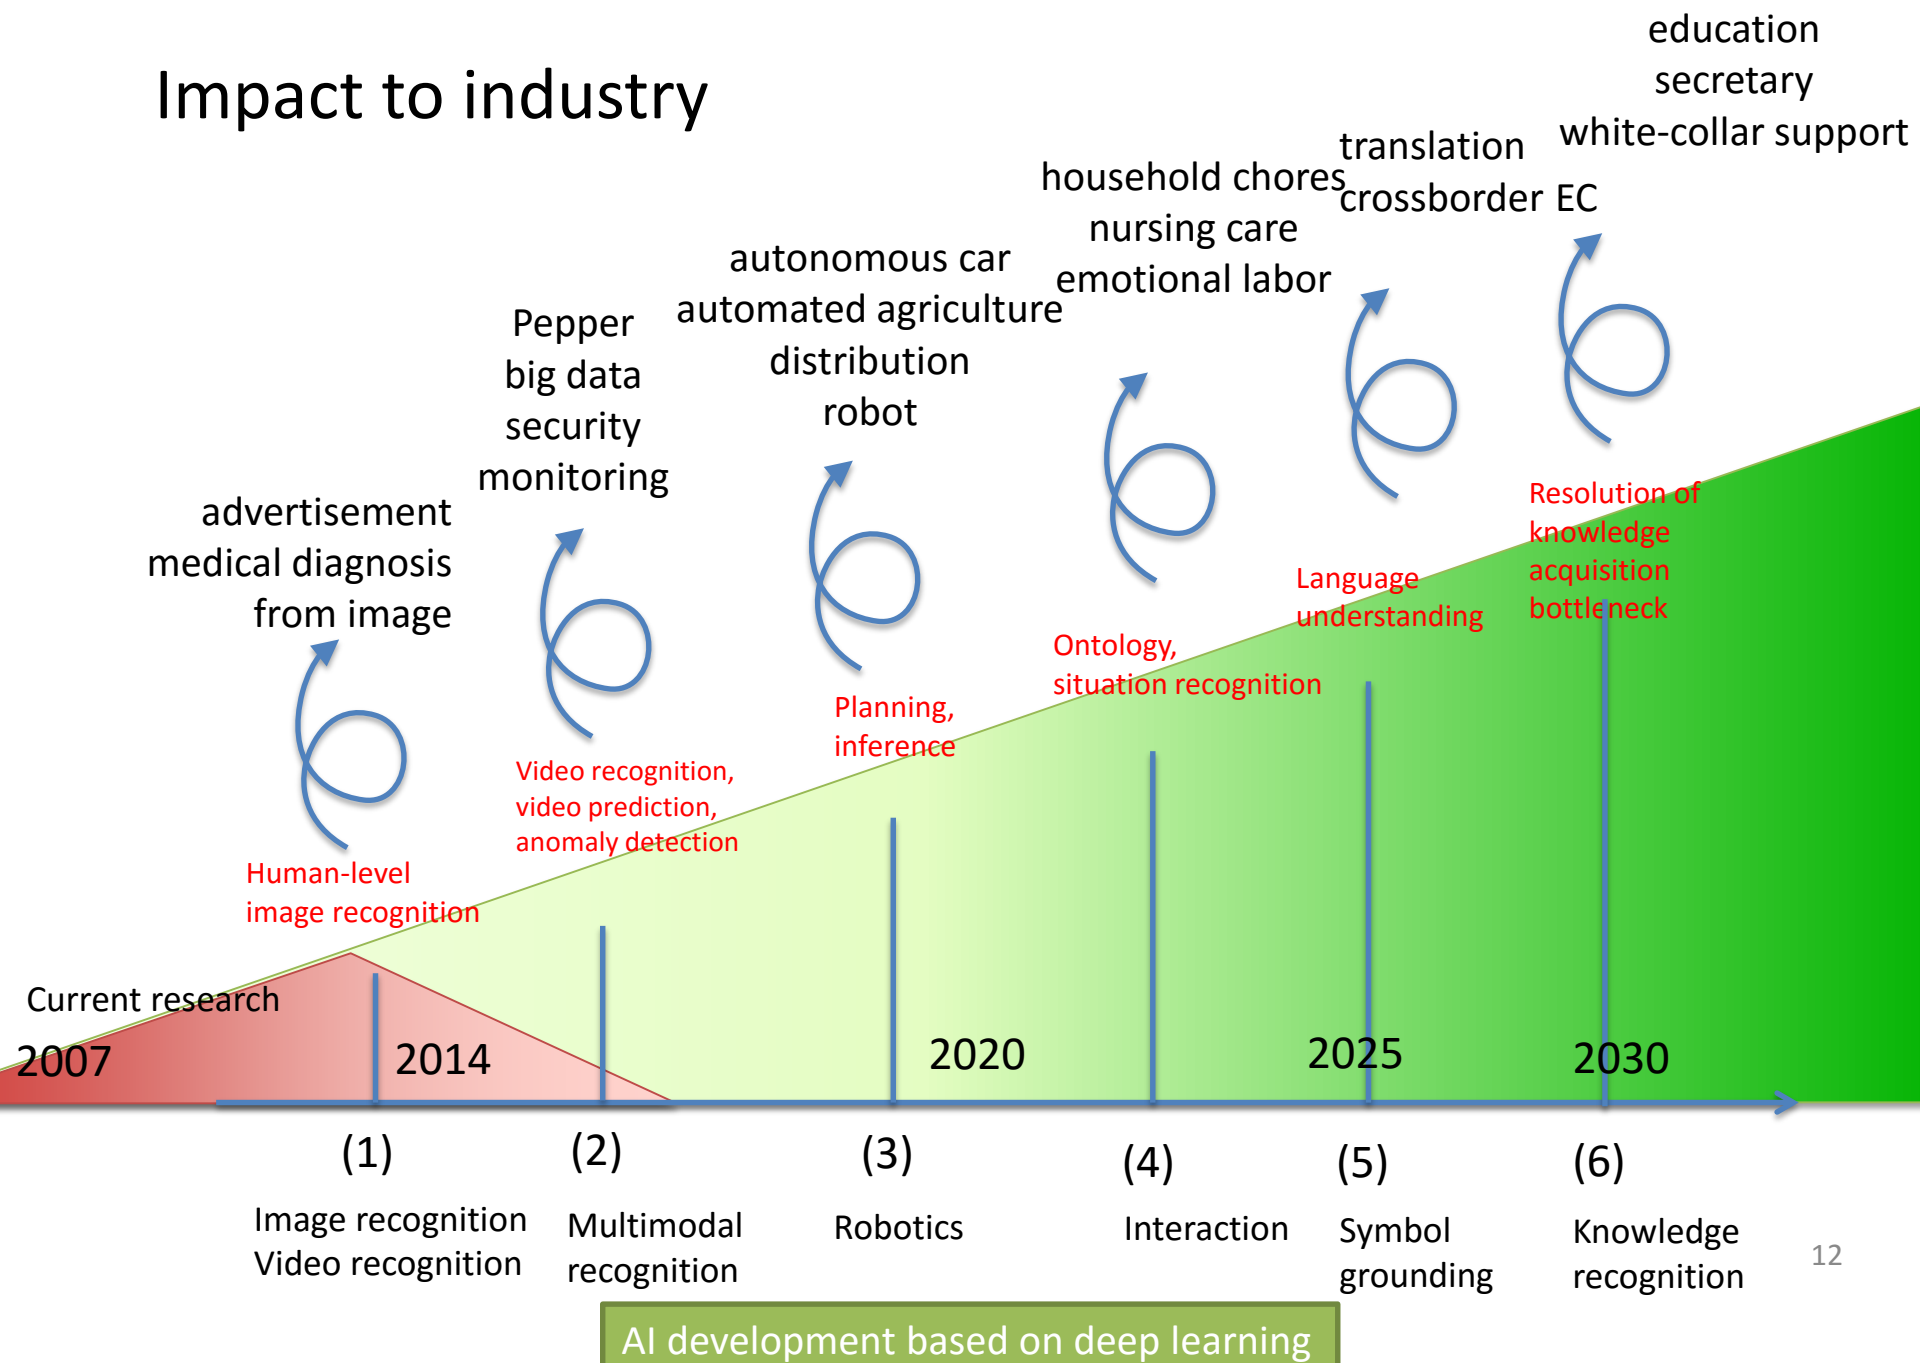 Impact to industry
education
secretary
white-collar support
translation
crossborder EC
household chores
nursing care
emotional labor
autonomous car
automated agriculture
distribution
robot
Pepper
big data
security
monitoring
advertisement
medical diagnosis
from image
Resolution of
knowledge
acquisition
bottleneck
Language
understanding
Ontology,
situation recognition
Planning,
inference
Video recognition,
video prediction,
anomaly detection
Human-level
image recognition
Current research
2007
2014
2020
2025
2030
(1)
(2)
(3)
(4)
(5)
(6)
Image recognition
Video recognition
Multimodal
recognition
Robotics
Interaction
Symbol
grounding
Knowledge
recognition
12
AI development based on deep learning